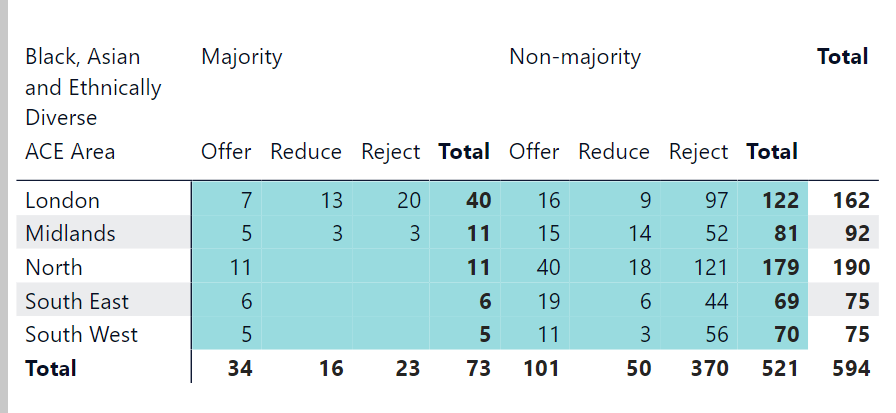 Black, Asian Majority Non-majority Total
and Ethnically
Diverse
ACE Area Offer Reduce Reject Total Offer Reduce Reject Total
London 7 13 20 40 16 9 97 122 162
Midlands 5 3 3 11 15 14 52 81 92
North 11 11 40 18 121 179 190
South East 6 6 19 6 44 69 75
South West 5 5 11 3 56 70 75
Total 34 16 23 73 101 50 370 521 594